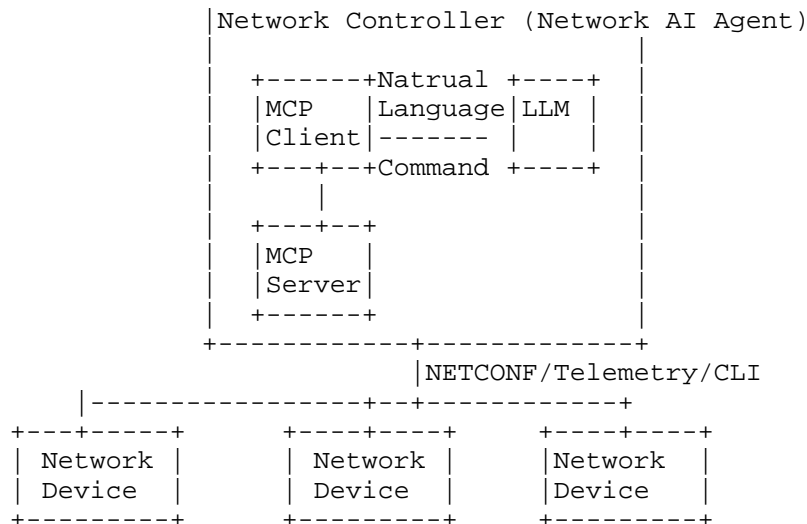 Network Controller (Network AI Agent)
Natrual
MCP Language LLM
Client
Command
MCP
Server
NETCONF/Telemetry/CLI
Network Network Network
Device Device Device